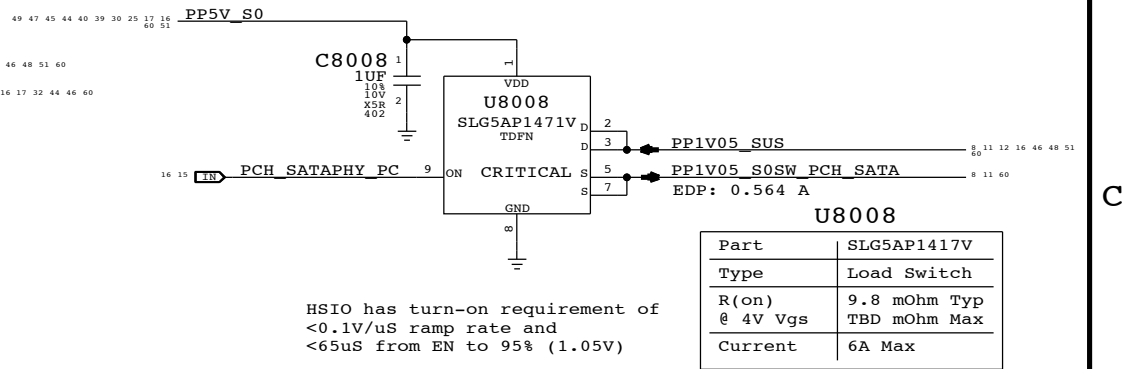 49 47 45 44 40 39 30 25 17 16
60 51
PP5V_S0
46 48 51 60
16 17 32 44 46 60
C8008
1
1UF
10%
10V
X5R
402
2
1
VDD
U8008
SLG5AP1471V
TDFN
D
2
D
3
PP1V05_SUS
8 11 12 16 46 48 51
60
16 15
IN
PCH_SATAPHY_PC
9
ON
CRITICAL
S
5
PP1V05_S0SW_PCH_SATA
8 11 60
S
7
EDP: 0.564 A
GND
8
C
U8008
Part SLG5AP1417V
Type Load Switch
R(on) 9.8 mOhm Typ
@ 4V Vgs TBD mOhm Max
Current 6A Max
HSIO has turn-on requirement of
<0.1V/uS ramp rate and
<65uS from EN to 95% (1.05V)